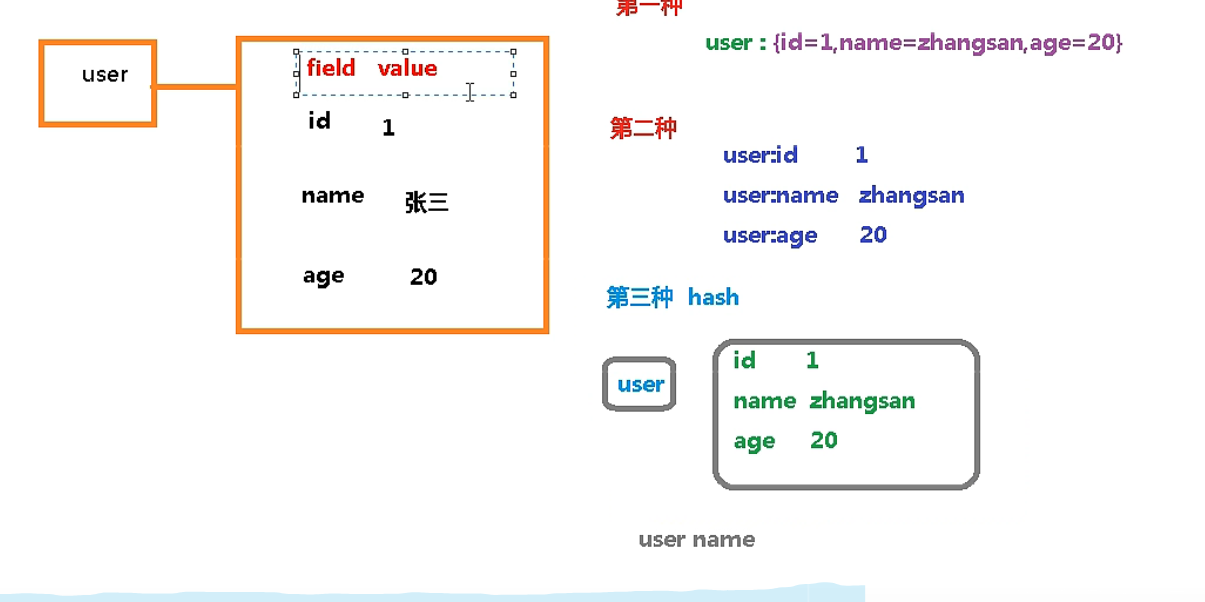 user
field value
id 1
name 张三
age 20
第一种
user : {id=1,name=zhangsan,age=20}
第二种
user:id 1
user:name zhangsan
user:age 20
第三种 hash
user
id 1
name zhangsan
age 20
user name